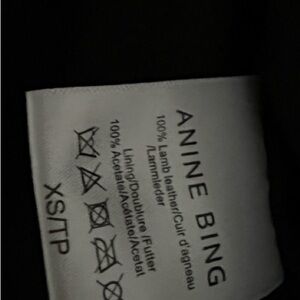 ANINE BING
100% Lamb leather/Cuir d'agneau
/Lammleder
Lining/Doublure /Futter
100% Acetate/Acétate/Acetat
XS/TP